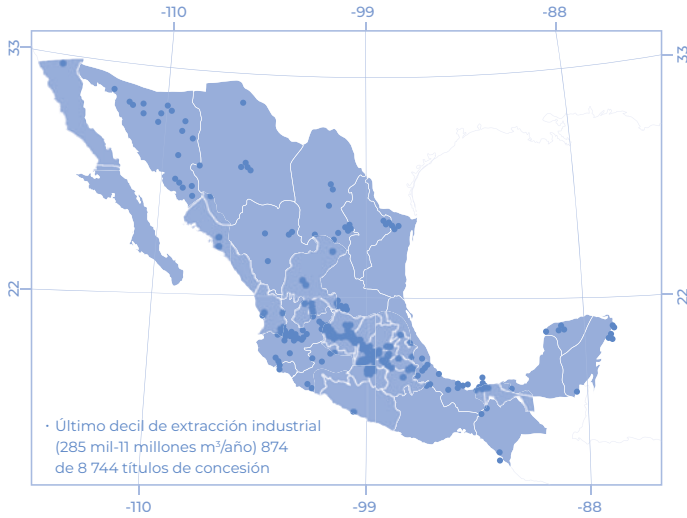 -110 -99 -88
33 33
22 22
· Último decil de extracción industrial
(285 mil-11 millones m³/año) 874
de 8 744 títulos de concesión
-110 -99 -88